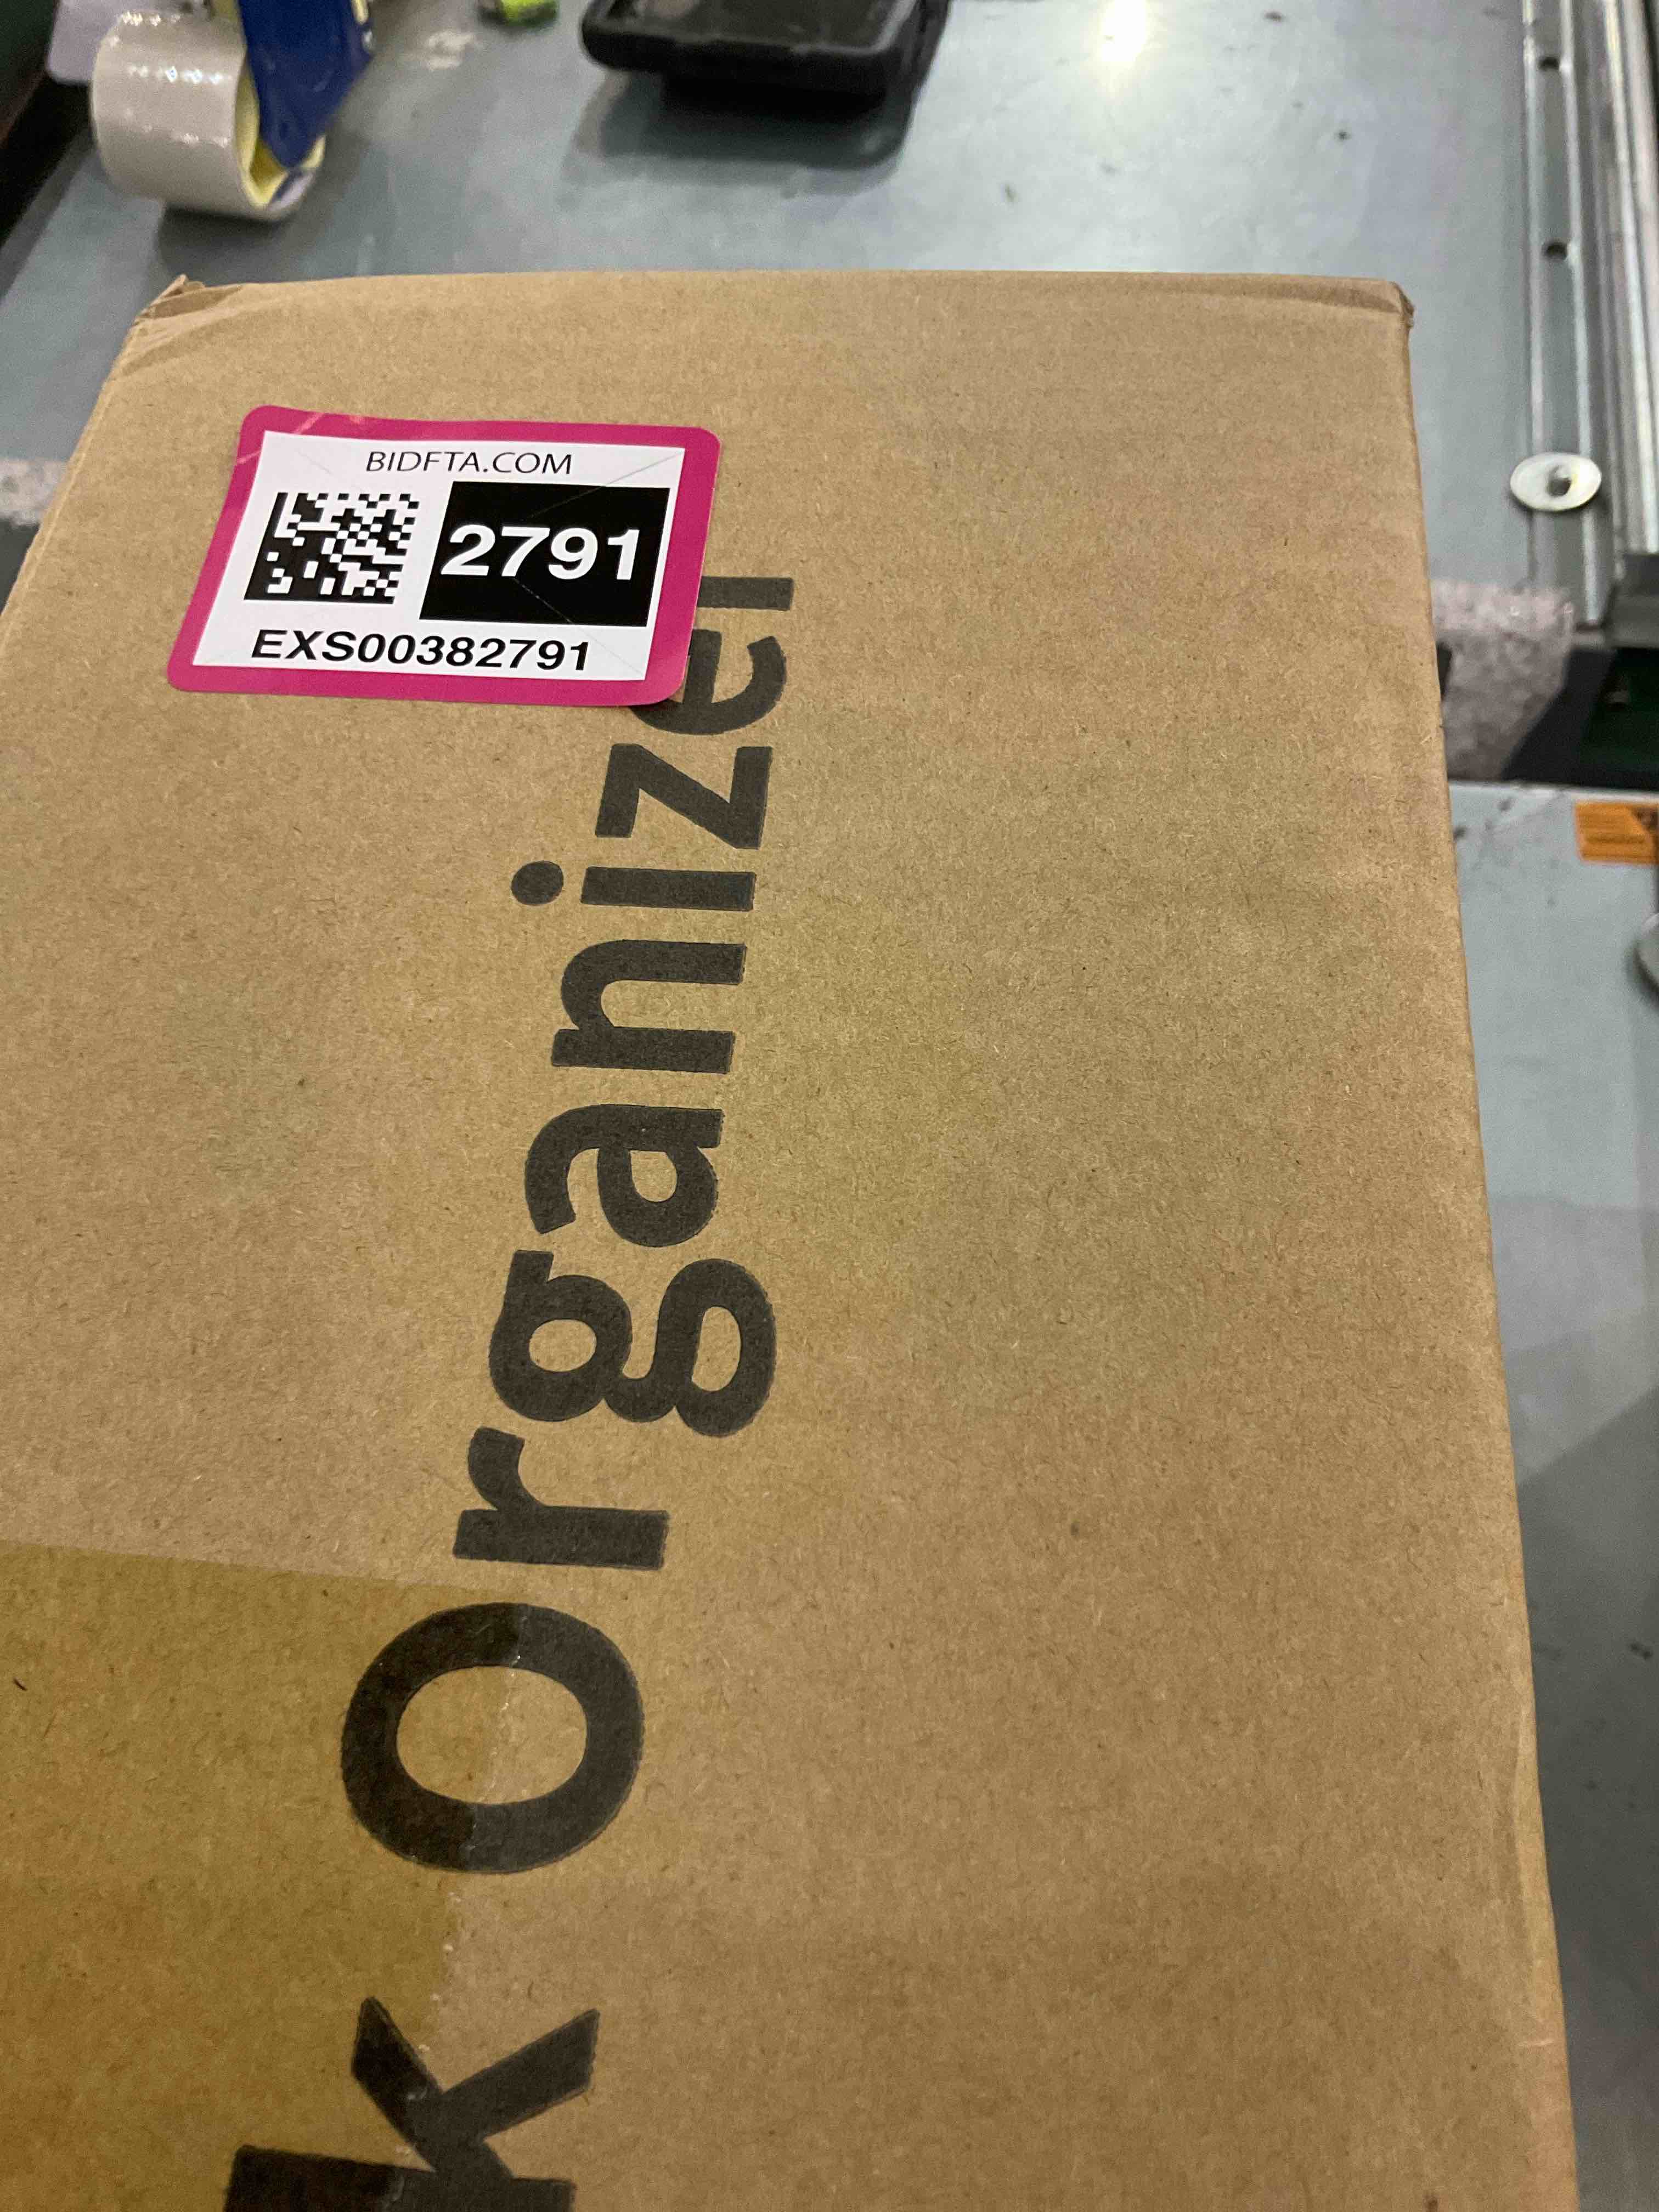 BIDFTA.COM
2791
EXS00382791
k Organizer